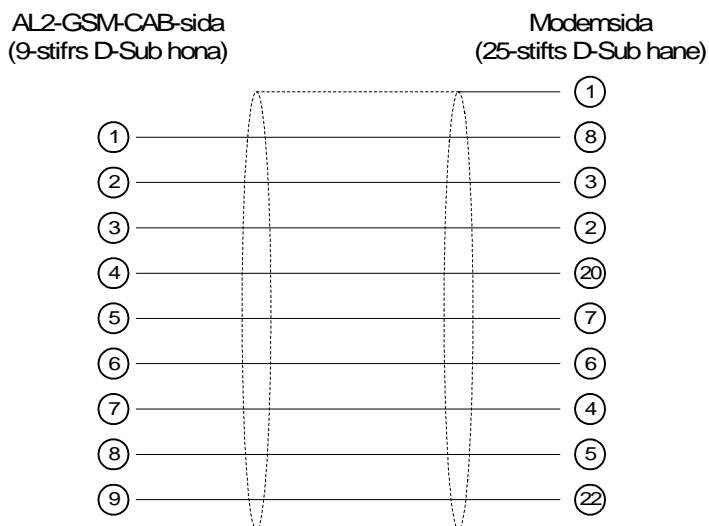 AL2-GSM-CAB-sida
(9-stifrs D-Sub hona)
Modemsida
(25-stifts D-Sub hane)
1
1 8
2 3
3 2
4 20
5 7
6 6
7 4
8 5
9 22